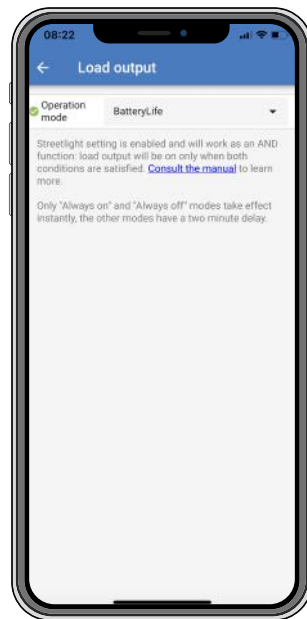 08:22
Load output
Operation
mode
BatteryLife
Streetlight setting is enabled and will work as an AND
function: load output will be on only when both
conditions are satisfied. Consult the manual to learn
more.
Only "Always on" and "Always off" modes take effect
instantly, the other modes have a two minute delay.